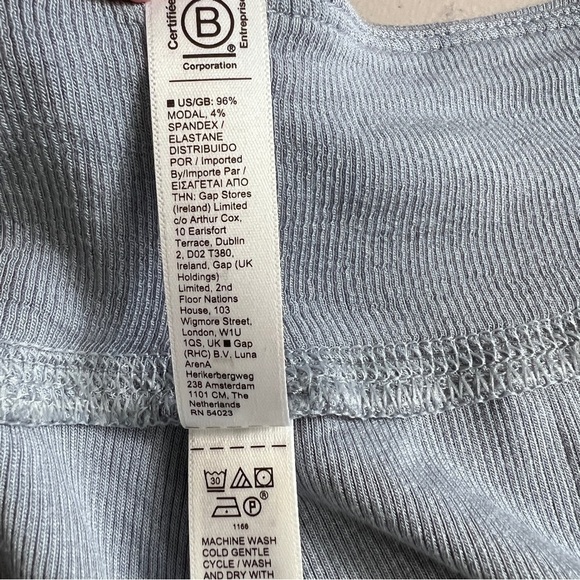 Certifiée
Entreprise
B
®
Corporation
■ US/GB: 96%
MODAL, 4%
SPANDEX /
ELASTANE
DISTRIBUIDO
POR / Imported
By/Importe Par /
ΕΙΣΑΓΕΤΑΙ ΑΠΟ
ΤΗΝ: Gap Stores
(Ireland) Limited
c/o Arthur Cox,
10 Earlsfort
Terrace, Dublin
2, D02 T380,
Ireland, Gap (UK
Holdings)
Limited, 2nd
Floor Nations
House, 103
Wigmore Street,
London, W1U
1QS, UK ■ Gap
(RHC) B.V, Luna
ArenA
Herikerbergweg
238 Amsterdam
1101 CM, The
Netherlands
RN 54023
30
P ®
1166
MACHINE WASH
COLD GENTLE
CYCLE / WASH
AND DRY WITH